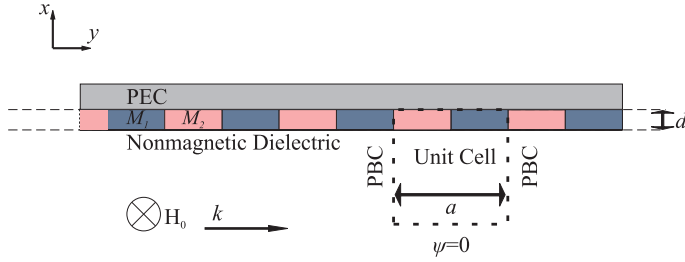 x
y
PEC
M1 M2
d
Nonmagnetic Dielectric
PBC Unit Cell PBC
a
H0 k
ψ=0